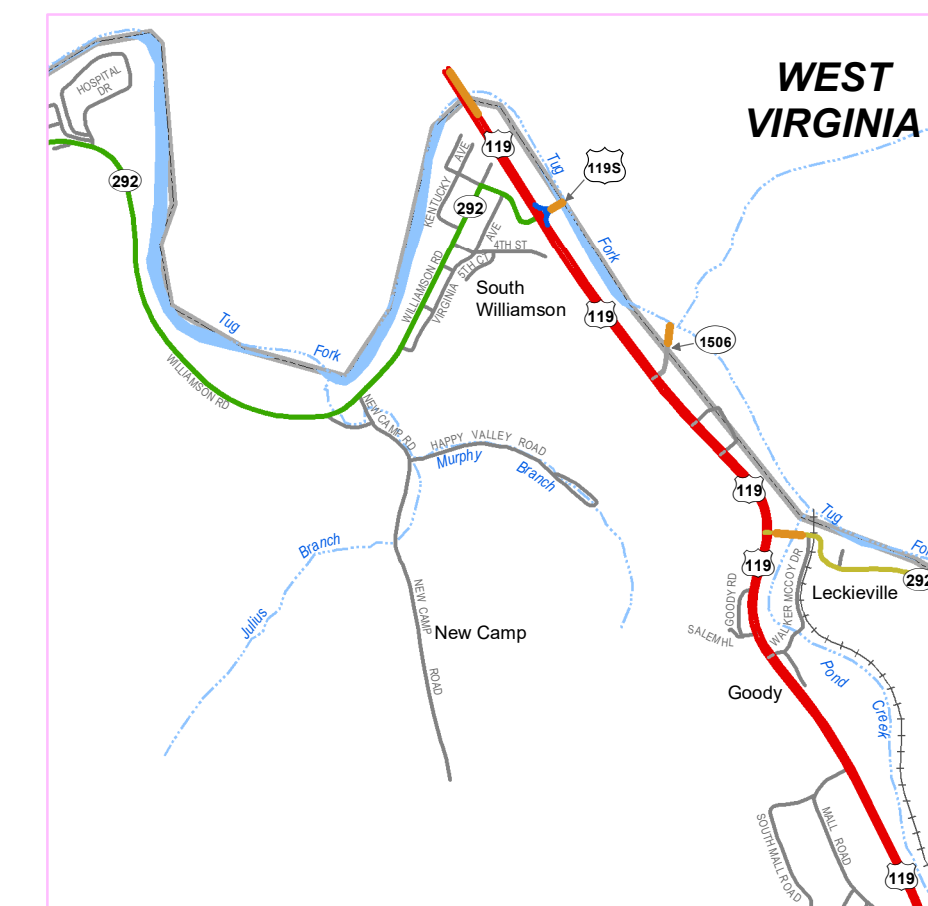 WEST
VIRGINIA
HOSPITAL
DR
292
119
Tug
119S
KENTUCKY AVE
292
Fork
4TH ST
5TH CT
VIRGINIA AVE
WILLIAMSON RD
South
Williamson
119
1506
Tug
Fork
WILLIAMSON RD
NEW CAMP RD
HAPPY VALLEY ROAD
Murphy
Branch
119
Tug
Fo
Branch
119
292
Leckieville
GOODY RD
WALKER MCCOY DR
NEW CAMP
ROAD
Julius
New Camp
SALEM HL
Pond
Creek
Goody
MALL ROAD
SOUTH MALL ROAD
119